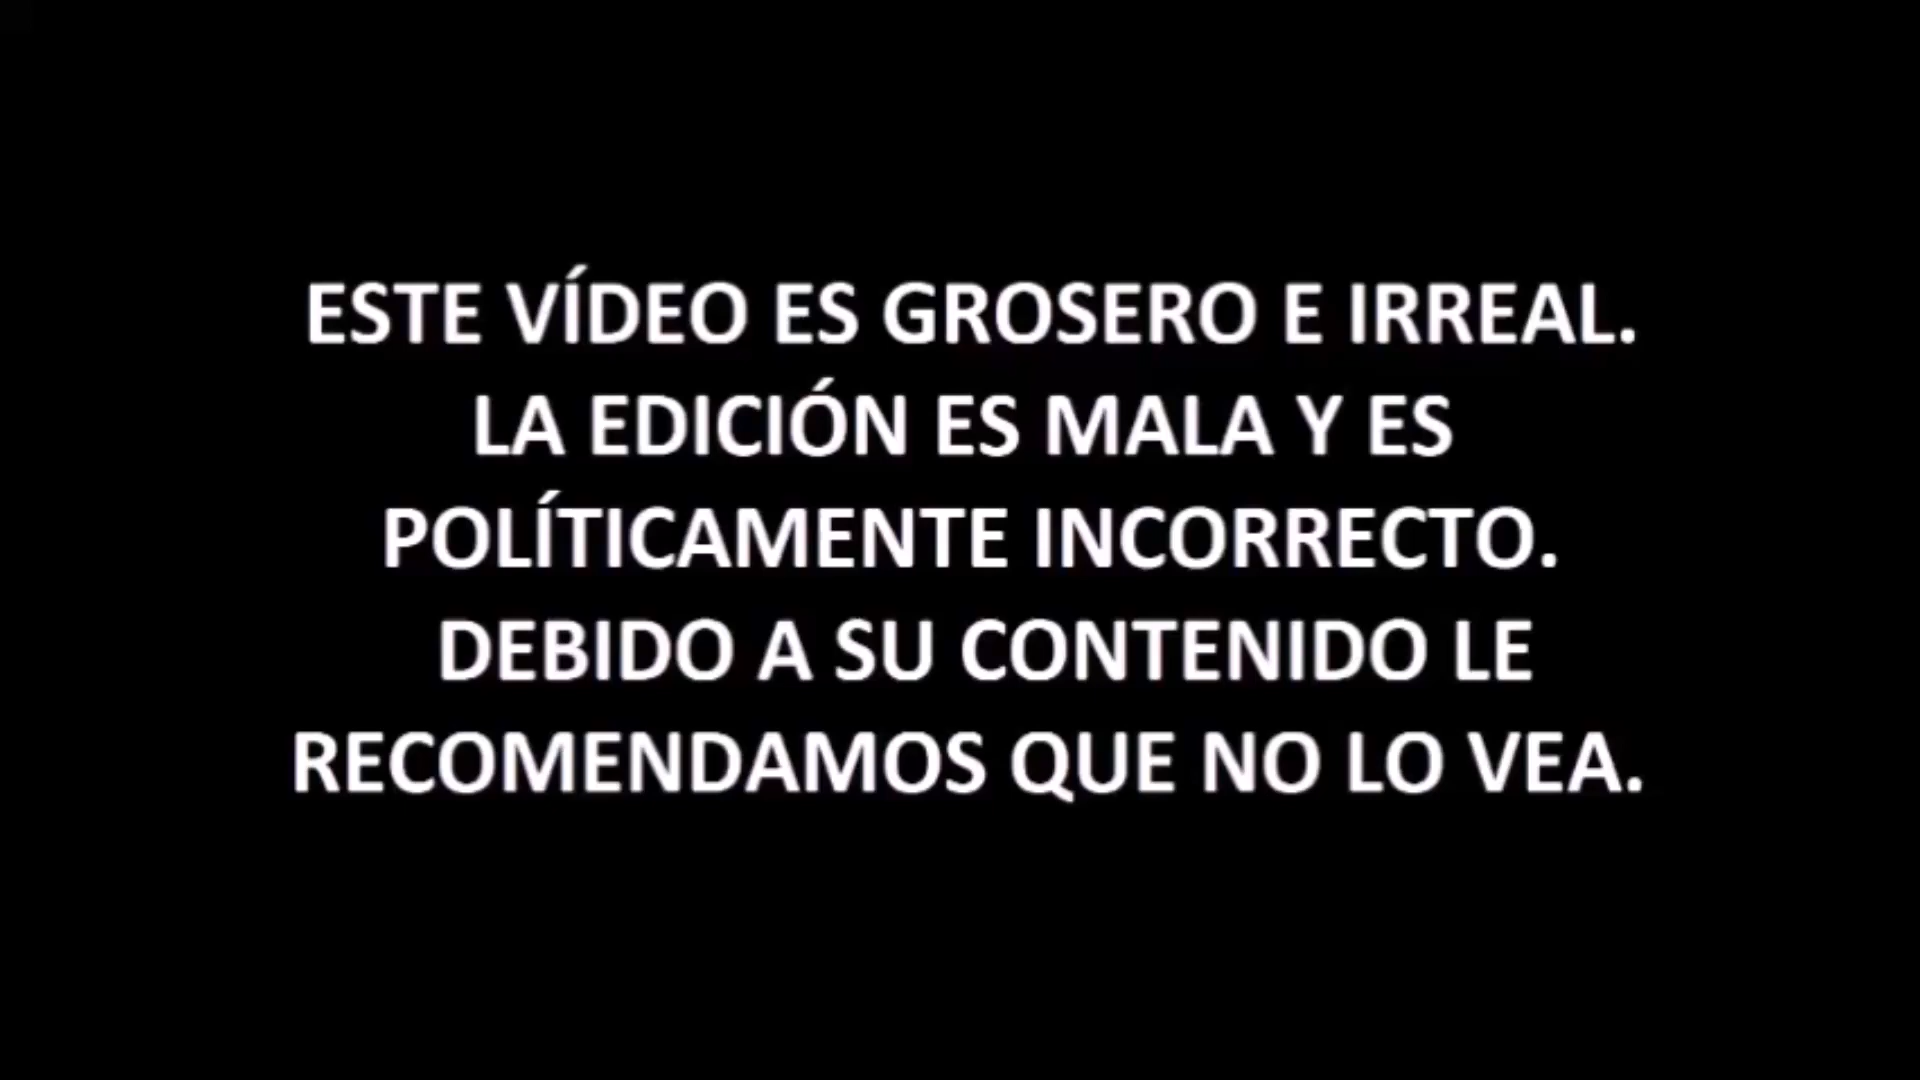 ESTE VÍDEO ES GROSERO E IRREAL.
LA EDICIÓN ES MALA Y ES
POLÍTICAMENTE INCORRECTO.
DEBIDO A SU CONTENIDO LE
RECOMENDAMOS QUE NO LO VEA.